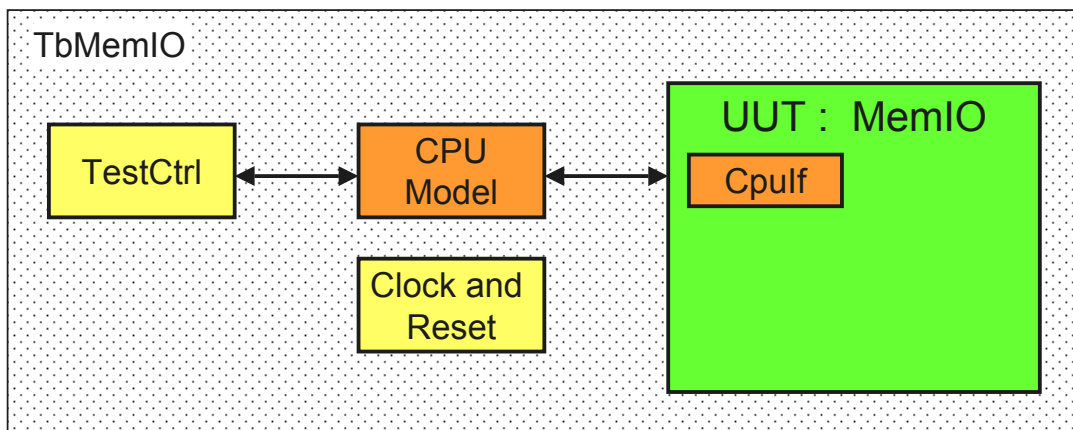 TbMemIO
UUT : MemIO
TestCtrl
CPU
Model
CpuIf
Clock and
Reset